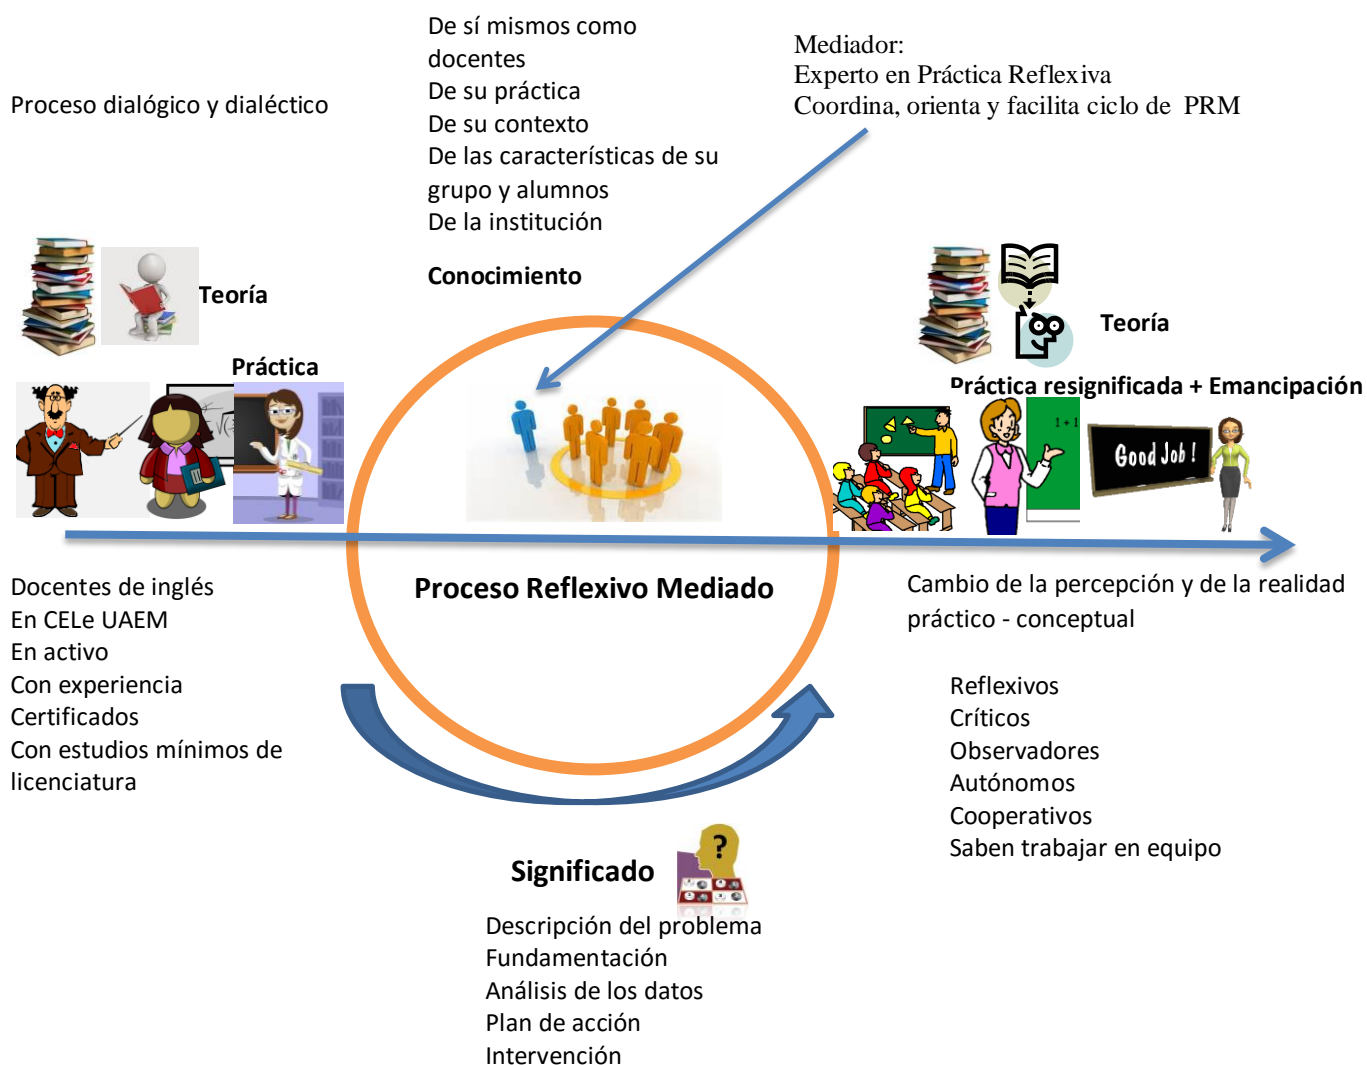 De sí mismos como
docentes
De su práctica
De su contexto
De las características de su
grupo y alumnos
De la institución
Mediador:
Experto en Práctica Reflexiva
Coordina, orienta y facilita ciclo de PRM
Proceso dialógico y dialéctico
Conocimiento
Teoría
Práctica
Teoría
Práctica resignificada + Emancipación
1 + 1
Good Job !
Proceso Reflexivo Mediado
Docentes de inglés
En CELe UAEM
En activo
Con experiencia
Certificados
Con estudios mínimos de
licenciatura
Cambio de la percepción y de la realidad
práctico - conceptual
Reflexivos
Críticos
Observadores
Autónomos
Cooperativos
Saben trabajar en equipo
?
Significado
Descripción del problema
Fundamentación
Análisis de los datos
Plan de acción
Intervención